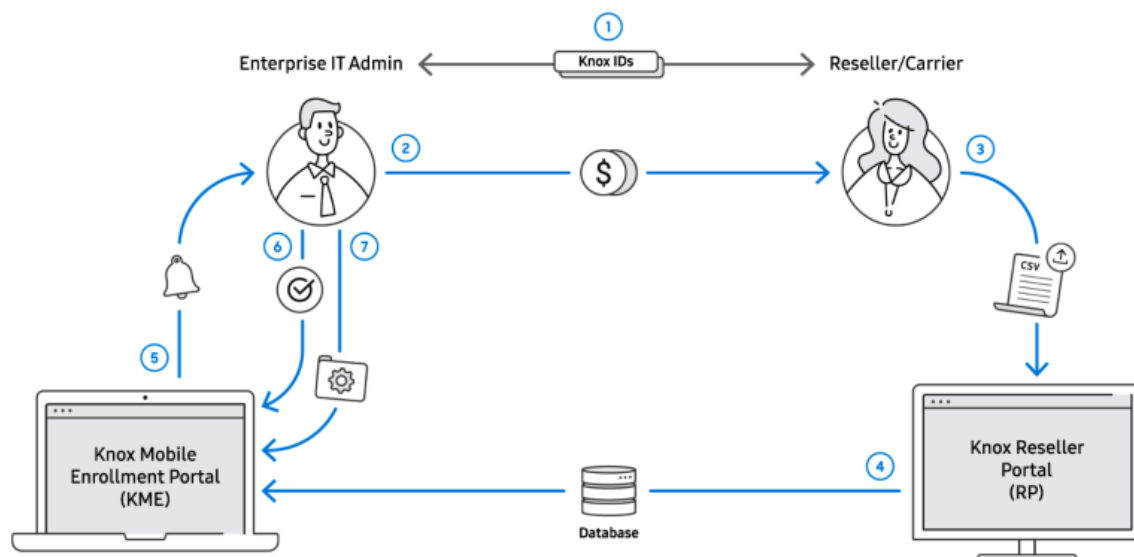 1
Enterprise IT Admin
Knox IDs
Reseller/Carrier
2
$
3
6
7
CSV
5
Knox Mobile
Enrollment Portal
(KME)
4
Knox Reseller
Portal
(RP)
Database